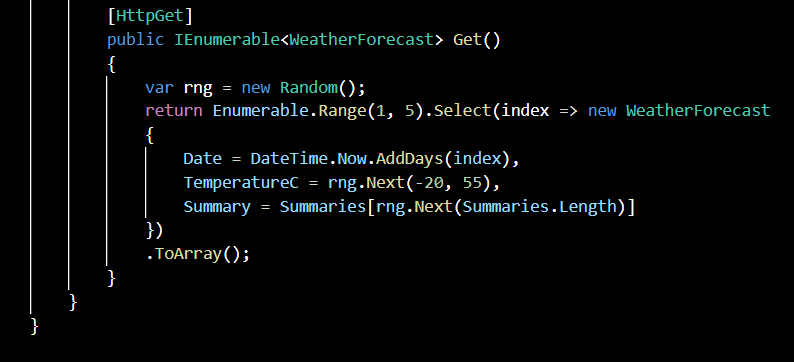 [HttpGet]
public IEnumerable<WeatherForecast> Get()
{
var rng = new Random();
return Enumerable.Range(1, 5).Select(index => new WeatherForecast
{
Date = DateTime.Now.AddDays(index),
TemperatureC = rng.Next(-20, 55),
Summary = Summaries[rng.Next(Summaries.Length)]
})
.ToArray();
}
}
}